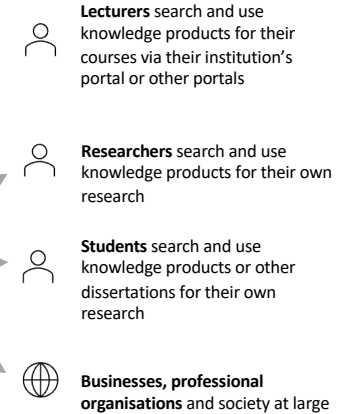 Lecturers search and use
knowledge products for their
courses via their institution’s
portal or other portals
Researchers search and use
knowledge products for their own
research
Students search and use
knowledge products or other
dissertations for their own
research
Businesses, professional
organisations and society at large